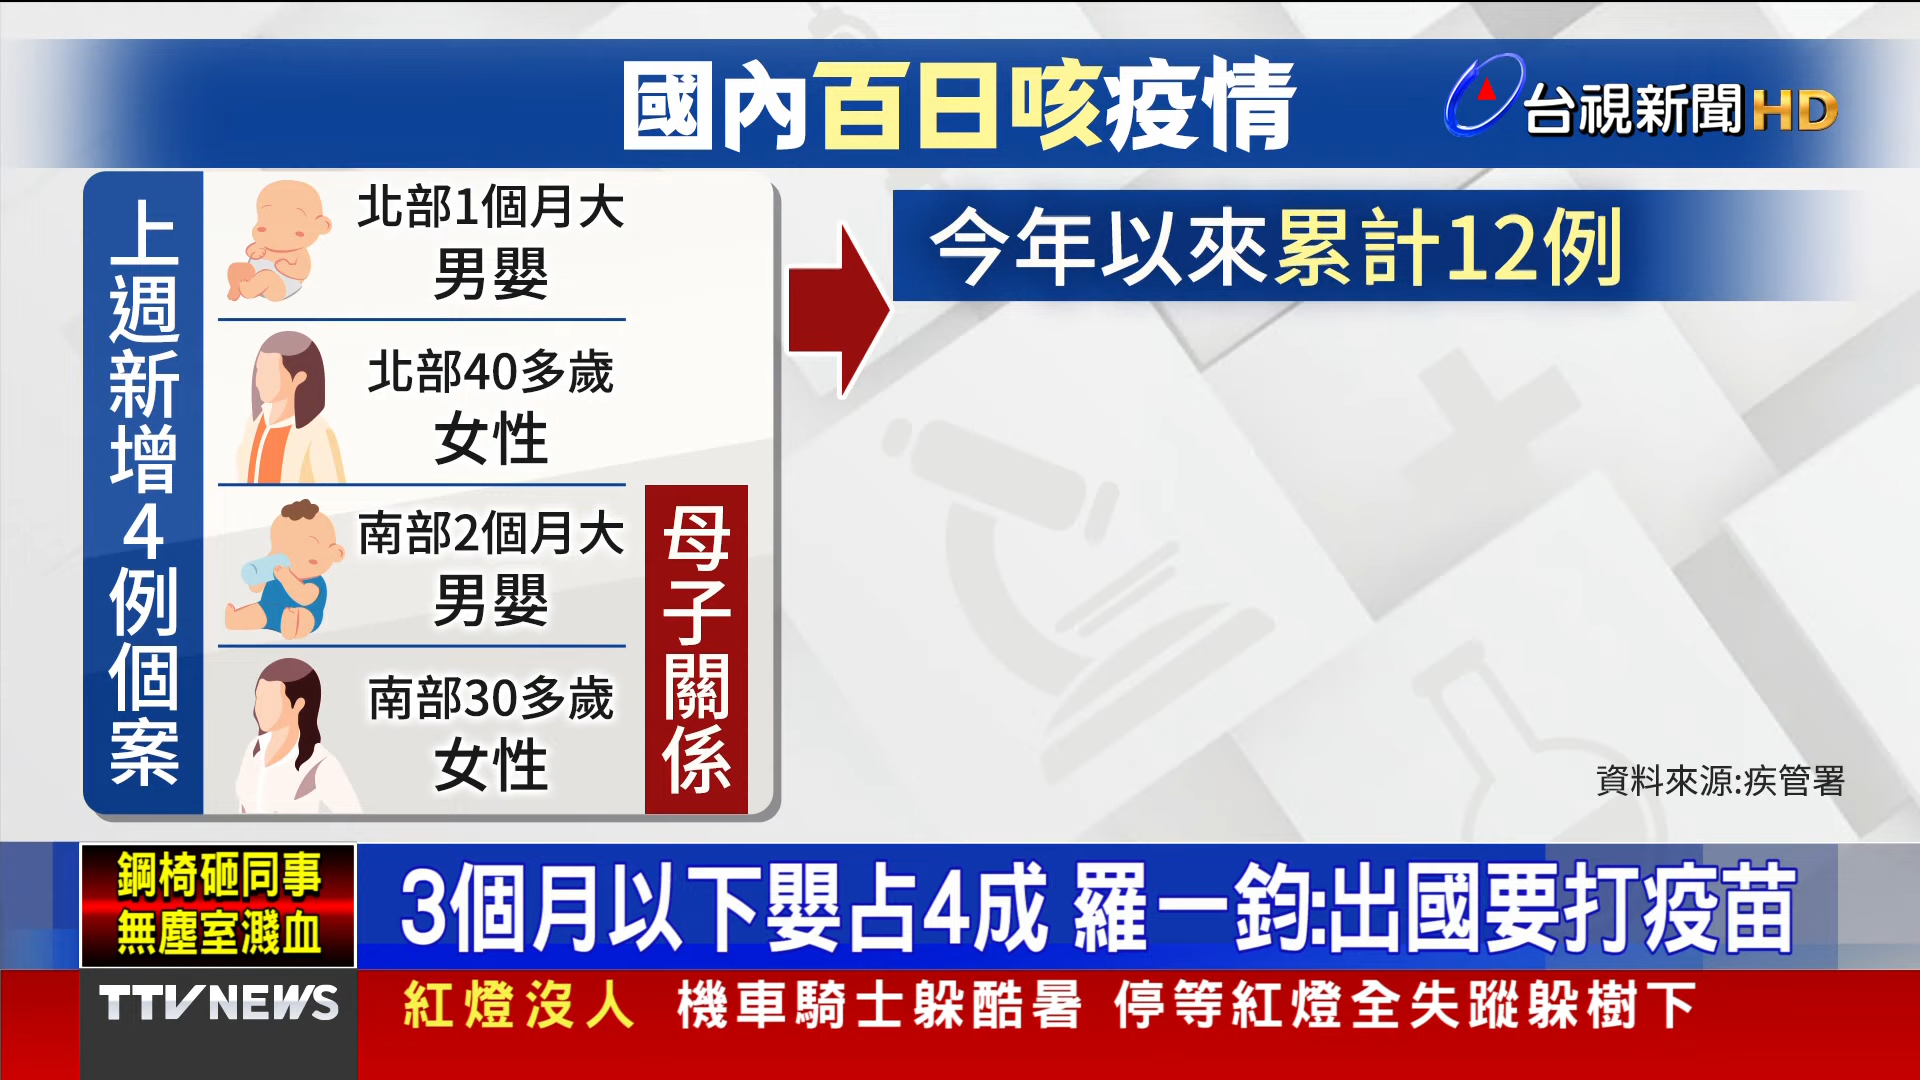 國內百日咳疫情
台視新聞HD
上週新增4例個案
北部1個月大
男嬰
北部40多歲
女性
南部2個月大
男嬰
南部30多歲
女性
母子關係
今年以來累計12例
資料來源:疾管署
鋼椅砸同事
無塵室濺血
3個月以下嬰占4成 羅一鈞:出國要打疫苗
TTV NEWS
紅燈沒人 機車騎士躲酷暑 停等紅燈全失蹤躲樹下